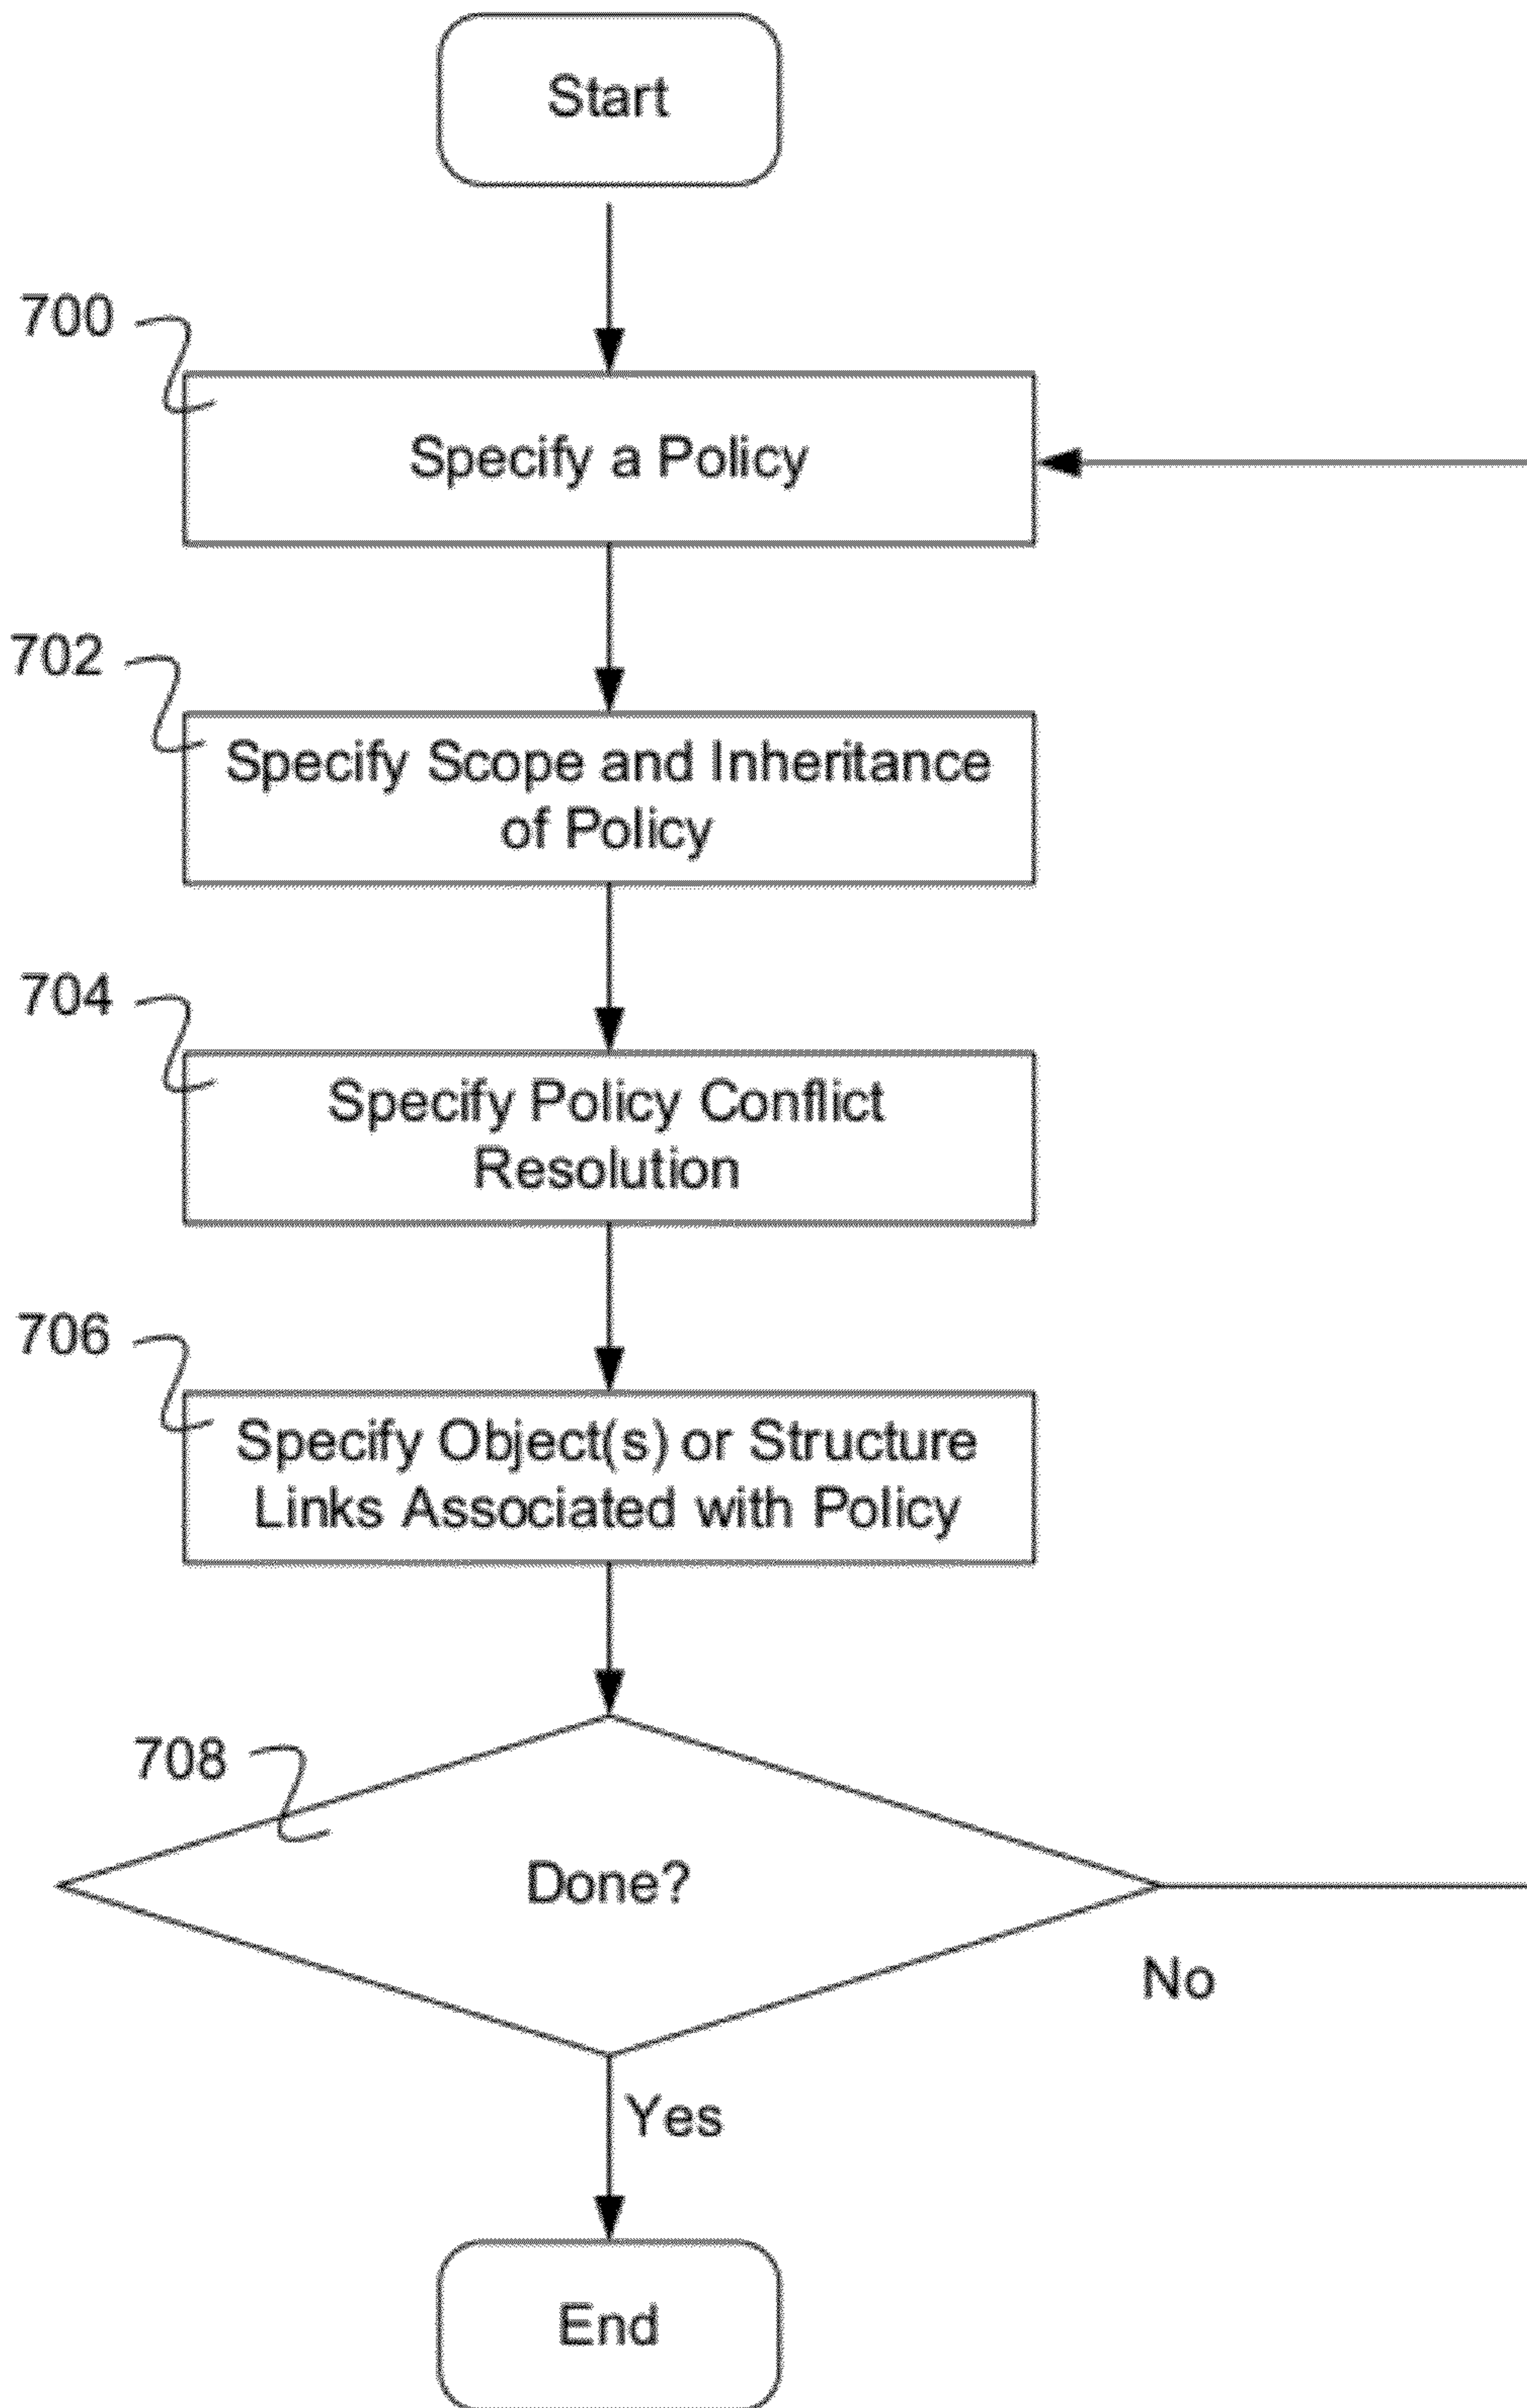 Start
700
Specify a Policy
702
Specify Scope and Inheritance
of Policy
704
Specify Policy Conflict
Resolution
706
Specify Object(s) or Structure
Links Associated with Policy
708
Done?
No
Yes
End